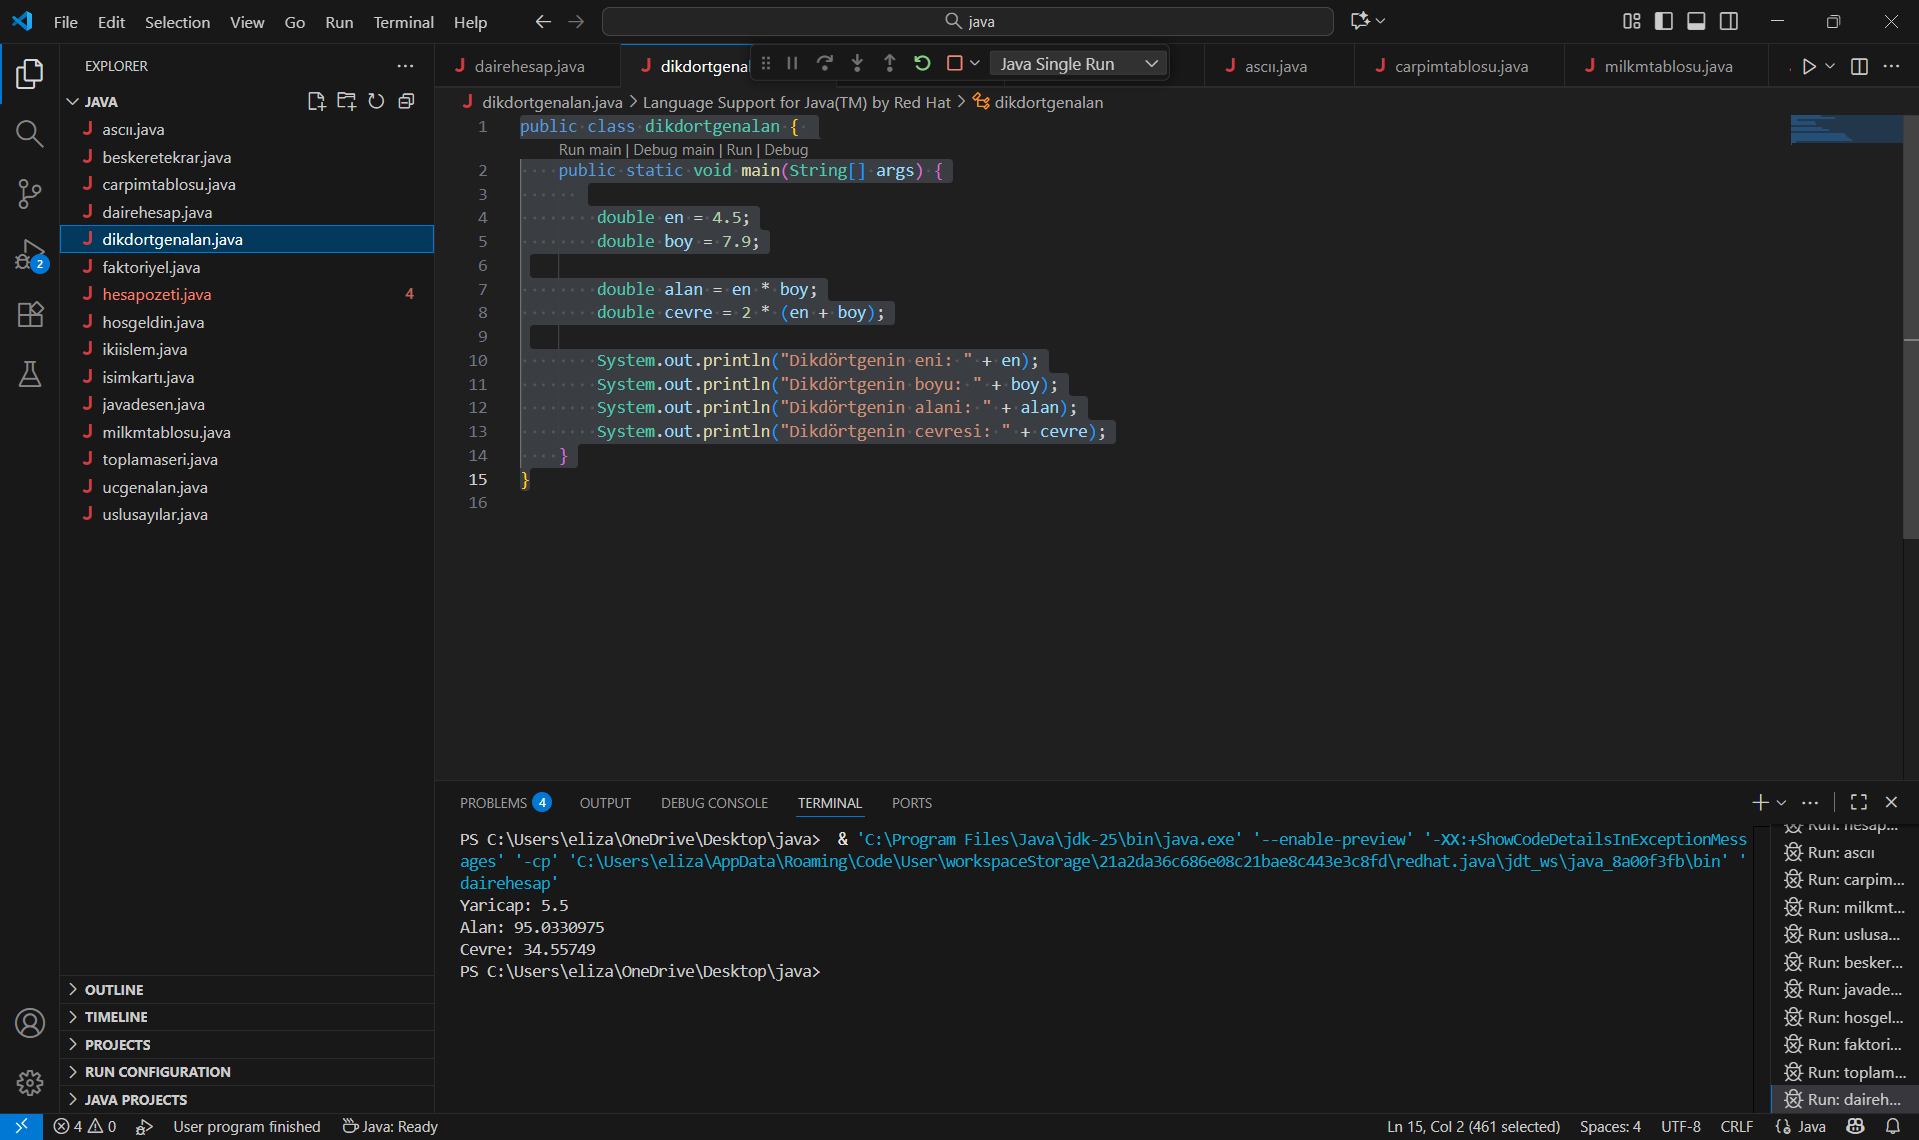 File Edit Selection View Go Run Terminal Help
java
EXPLORER
JAVA
ascıı.java
beskeretekrar.java
carpimtablosu.java
dairehesap.java
dikdortgenalan.java
faktoriyel.java
hesapozeti.java 4
hosgeldin.java
ikiislem.java
isimkartı.java
javadesen.java
milkmtablosu.java
toplamaseri.java
ucgenalan.java
uslusayılar.java
2
OUTLINE
TIMELINE
PROJECTS
RUN CONFIGURATION
JAVA PROJECTS
dairehesap.java dikdortgenal Java Single Run ascıı.java carpimtablosu.java milkmtablosu.java
dikdortgenalan.java > Language Support for Java(TM) by Red Hat > dikdortgenalan
1 public class dikdortgenalan {
Run main | Debug main | Run | Debug
2 public static void main(String[] args) {
3
4 double en = 4.5;
5 double boy = 7.9;
6
7 double alan = en * boy;
8 double cevre = 2 * (en + boy);
9
10 System.out.println("Dikdörtgenin eni: " + en);
11 System.out.println("Dikdörtgenin boyu: " + boy);
12 System.out.println("Dikdörtgenin alani: " + alan);
13 System.out.println("Dikdörtgenin cevresi: " + cevre);
14 }
15 }
16
PROBLEMS 4 OUTPUT DEBUG CONSOLE TERMINAL PORTS
PS C:\Users\eliza\OneDrive\Desktop\java> & 'C:\Program Files\Java\jdk-25\bin\java.exe' '--enable-preview' '-XX:+ShowCodeDetailsInExceptionMess
ages' '-cp' 'C:\Users\eliza\AppData\Roaming\Code\User\workspaceStorage\21a2da36c686e08c21bae8c443e3c8fd\redhat.java\jdt_ws\java_8a00f3fb\bin' '
dairehesap'
Yaricap: 5.5
Alan: 95.0330975
Cevre: 34.55749
PS C:\Users\eliza\OneDrive\Desktop\java>
Run: hesap...
Run: ascıı
Run: carpim...
Run: milkmt...
Run: uslusa...
Run: besker...
Run: javade...
Run: hosgel...
Run: faktori...
Run: toplam...
Run: daireh...
4 0 User program finished Java: Ready Ln 15, Col 2 (461 selected) Spaces: 4 UTF-8 CRLF Java